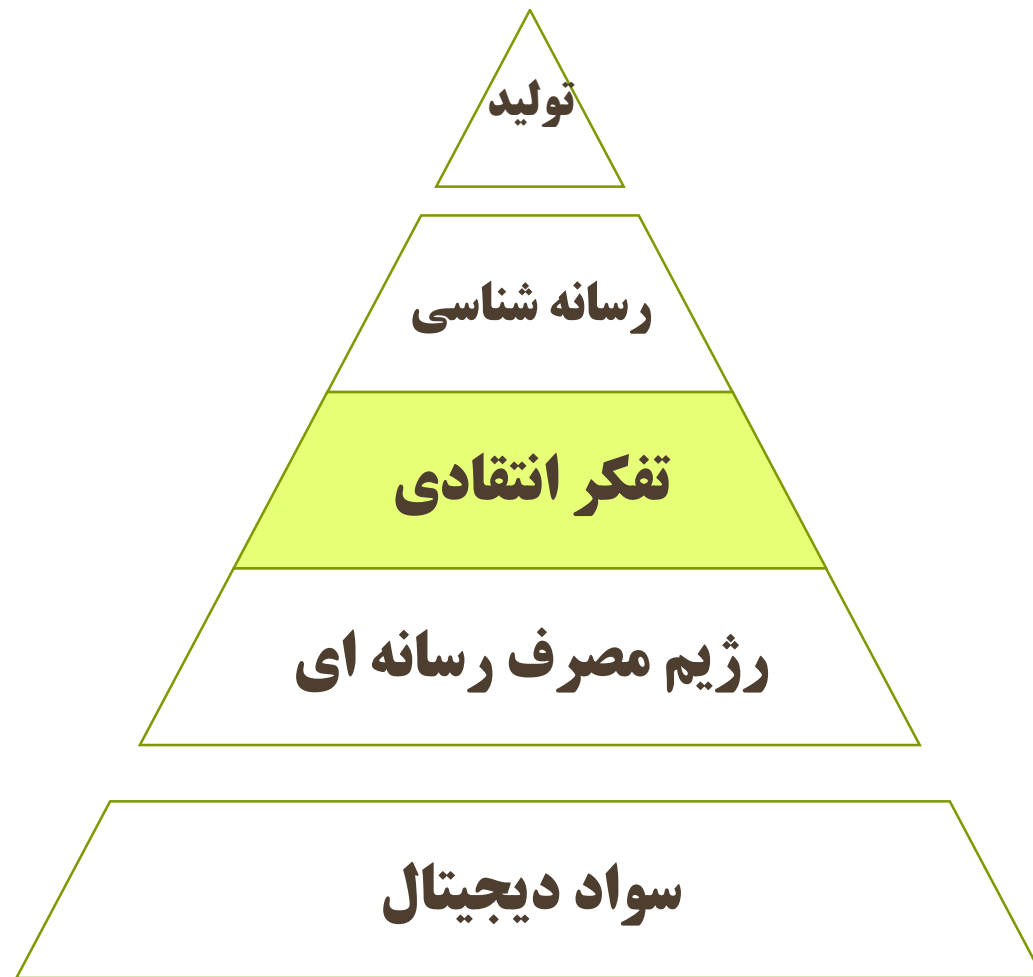 تولید
رسانه شناسی
تفکر انتقادی
رژیم مصرف رسانه ای
سواد دیجیتال